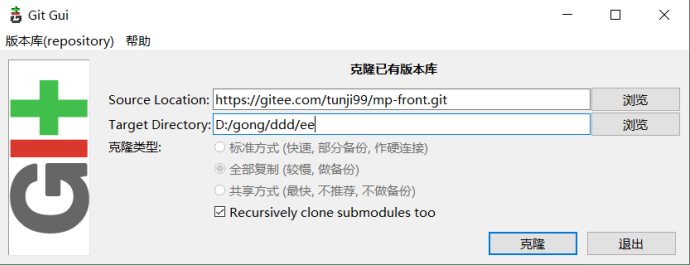 Git Gui
版本库(repository) 帮助
克隆已有版本库
Source Location: https://gitee.com/tunji99/mp-front.git 浏览
Target Directory: D:/gong/ddd/ee 浏览
克隆类型: 标准方式 (快速, 部分备份, 作硬连接)
全部复制 (较慢, 做备份)
共享方式 (最快, 不推荐, 不做备份)
Recursively clone submodules too
克隆 退出
GIT